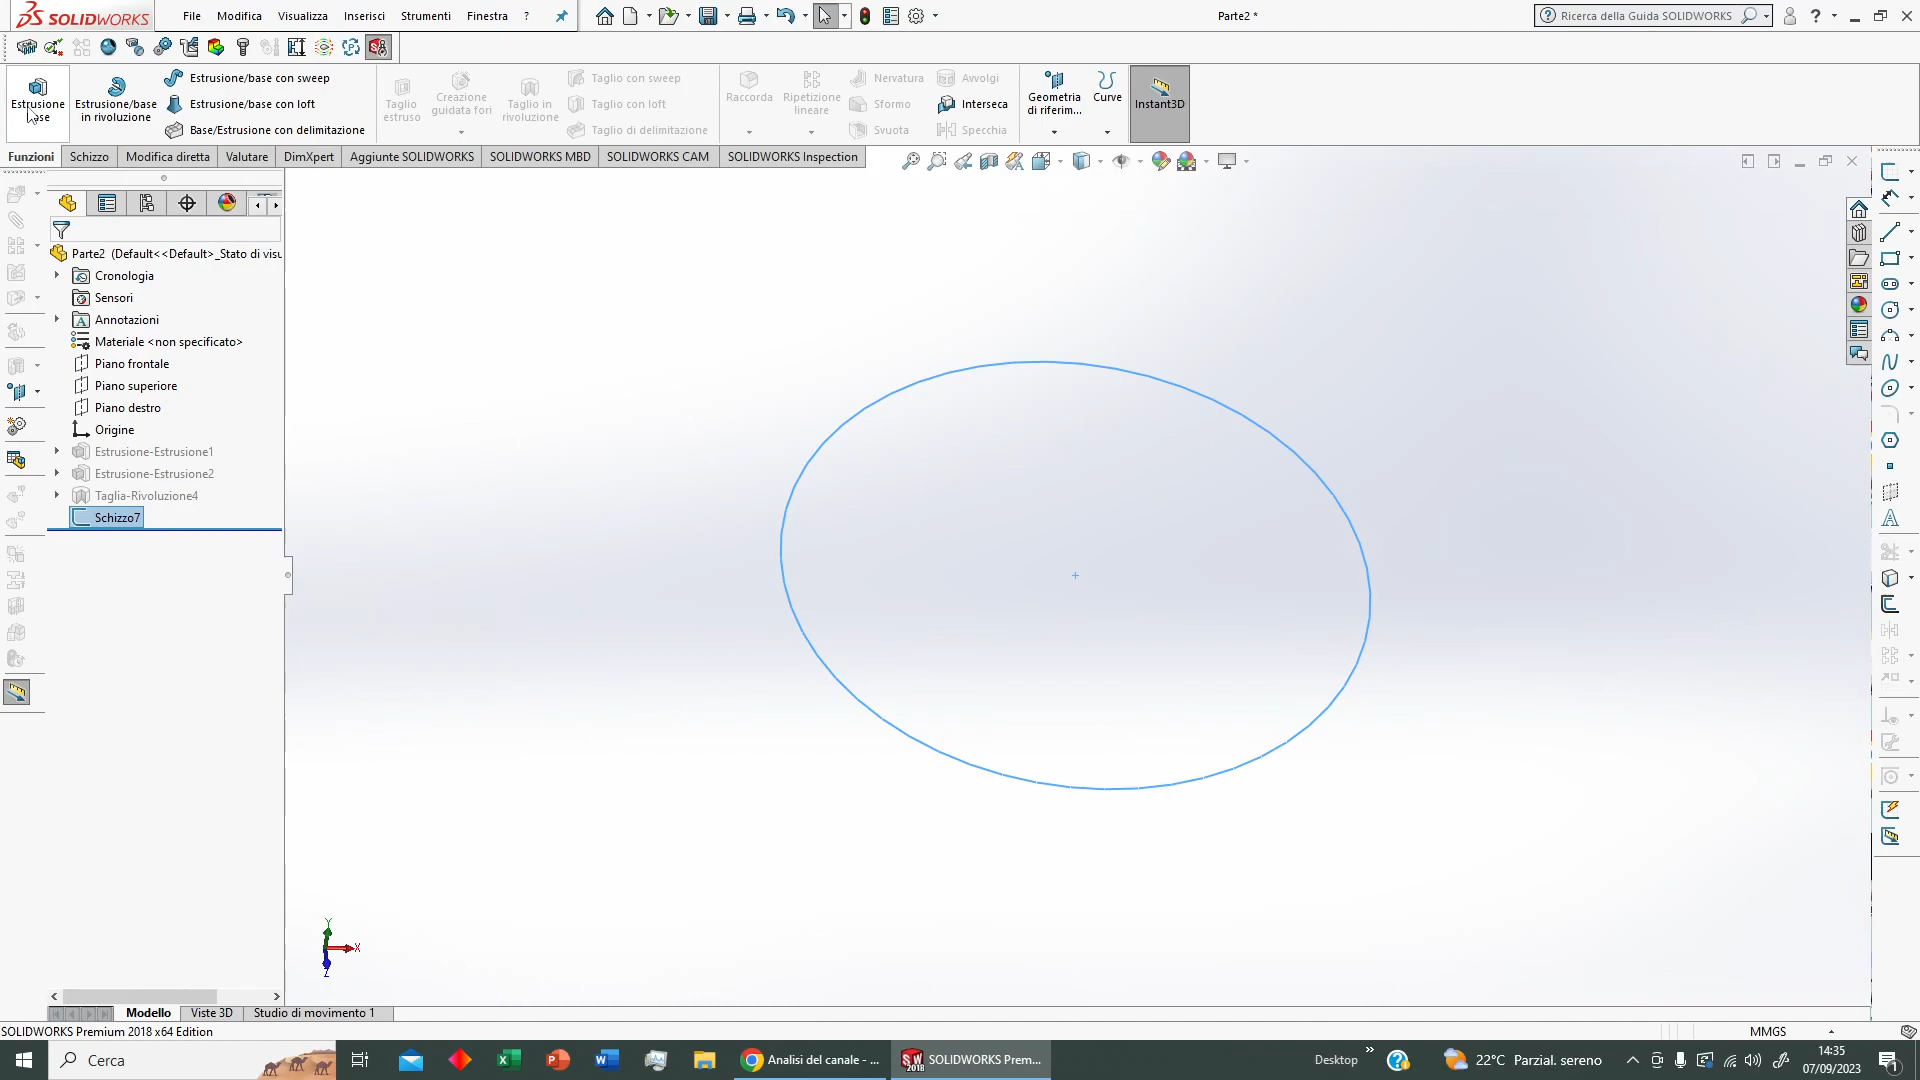 SOLIDWORKS
File Modifica Visualizza Inserisci Strumenti Finestra ?
Parte2 *
Ricerca della Guida SOLIDWORKS
?
Estrusione
Estrusione/base
in rivoluzione
Estrusione/base con sweep
Estrusione/base con loft
Base/Estrusione con delimitazione
Taglio
estruso
Creazione
guidata fori
Taglio in
rivoluzione
Taglio con sweep
Taglio con loft
Taglio di delimitazione
Raccorda
Ripetizione
lineare
Nervatura
Sformo
Svuota
Avvolgi
Interseca
Specchia
Geometria
di riferim...
Curve
Instant3D
Funzioni Schizzo Modifica diretta Valutare DimXpert Aggiunte SOLIDWORKS SOLIDWORKS MBD SOLIDWORKS CAM SOLIDWORKS Inspection
Parte2 (Default<<Default>_Stato di visu
Cronologia
Sensori
Annotazioni
Materiale <non specificato>
Piano frontale
Piano superiore
Piano destro
Origine
Estrusione-Estrusione1
Estrusione-Estrusione2
Taglia-Rivoluzione4
Schizzo7
Y
X
Z
Modello Viste 3D Studio di movimento 1
SOLIDWORKS Premium 2018 x64 Edition
MMGS
Cerca
Analisi del canale - ...
SOLIDWORKS Prem...
Desktop
22°C Parzial. sereno
14:35
07/09/2023